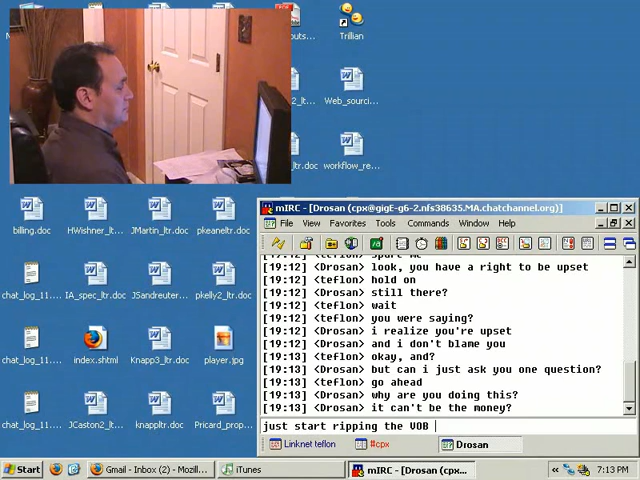 Trillian
outs...
2_lt...
Web_sourci...
_ltr.doc
workflow_re...
billing.doc
HWishner_lt...
JMartin_ltr.doc
pkeaneltr.doc
chat_log_11....
IA_spec_ltr.doc
JSandreuter...
pkelly2_ltr.doc
chat_log_11....
index.shtml
Knapp3_ltr.doc
player.jpg
chat_log_11....
JCaston2_ltr...
knappltr.doc
Pricard_prop...
mIRC - [Drosan (cpx@gigE-g6-2.nfs38635.MA.chatchannel.org)]
File View Favorites Tools Commands Window Help
[19:12] <Drosan> look, you have a right to be upset
[19:12] <teflon> hold on
[19:12] <Drosan> still there?
[19:12] <teflon> wait
[19:12] <teflon> you were saying?
[19:12] <Drosan> i realize you're upset
[19:12] <Drosan> and i don't blame you
[19:13] <teflon> okay, and?
[19:13] <Drosan> but can i just ask you one question?
[19:13] <teflon> go ahead
[19:13] <Drosan> why are you doing this?
[19:13] <Drosan> it can't be the money?
just start ripping the VOB
Linknet teflon #cpx Drosan
Start Gmail - Inbox (2) - Mozill... iTunes mIRC - [Drosan (cpx... « 7:13 PM